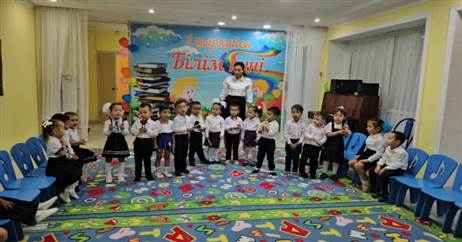 1 қыркүйек
Білім күні